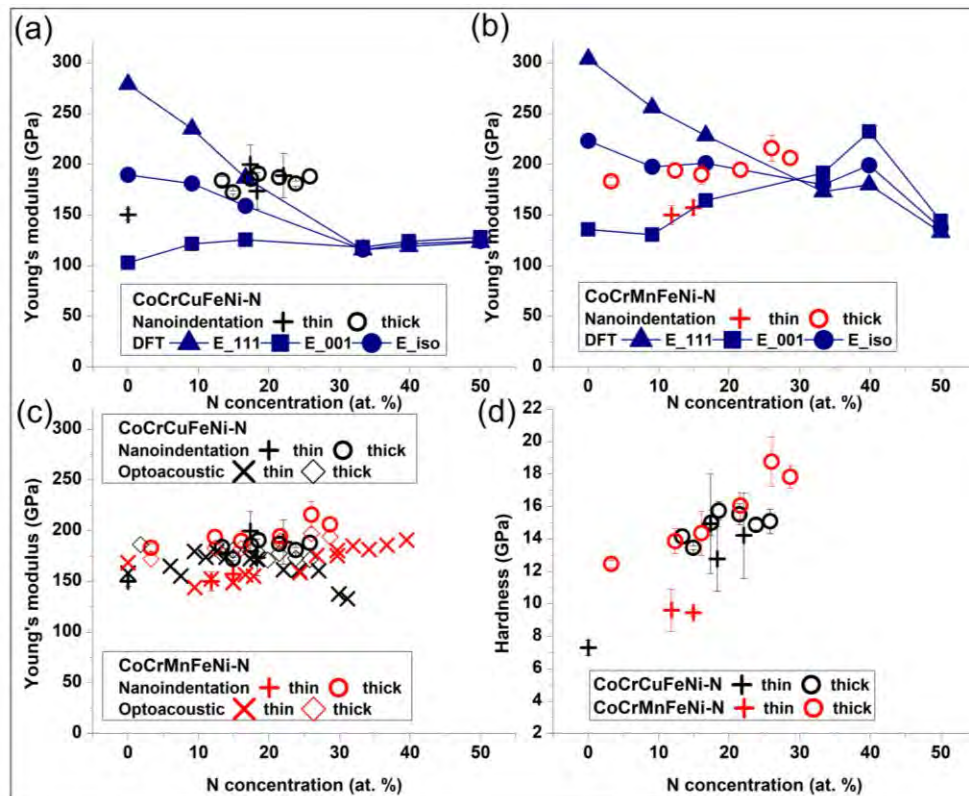 (a)
300
250
200
150
100
50
0
Young's modulus (GPa)
CoCrCuFeNi-N
Nanoindentation thin thick
DFT E_111 E_001 E_iso
0 10 20 30 40 50
N concentration (at. %)
(b)
300
250
200
150
100
50
0
Young's modulus (GPa)
CoCrMnFeNi-N
Nanoindentation thin thick
DFT E_111 E_001 E_iso
0 10 20 30 40 50
N concentration (at. %)
(c)
300
250
200
150
100
50
0
Young's modulus (GPa)
CoCrCuFeNi-N
Nanoindentation thin thick
Optoacoustic thin thick
CoCrMnFeNi-N
Nanoindentation thin thick
Optoacoustic thin thick
0 10 20 30 40 50
N concentration (at. %)
(d)
22
20
18
16
14
12
10
8
6
4
2
Hardness (GPa)
CoCrCuFeNi-N thin thick
CoCrMnFeNi-N thin thick
0 10 20 30 40 50
N concentration (at. %)